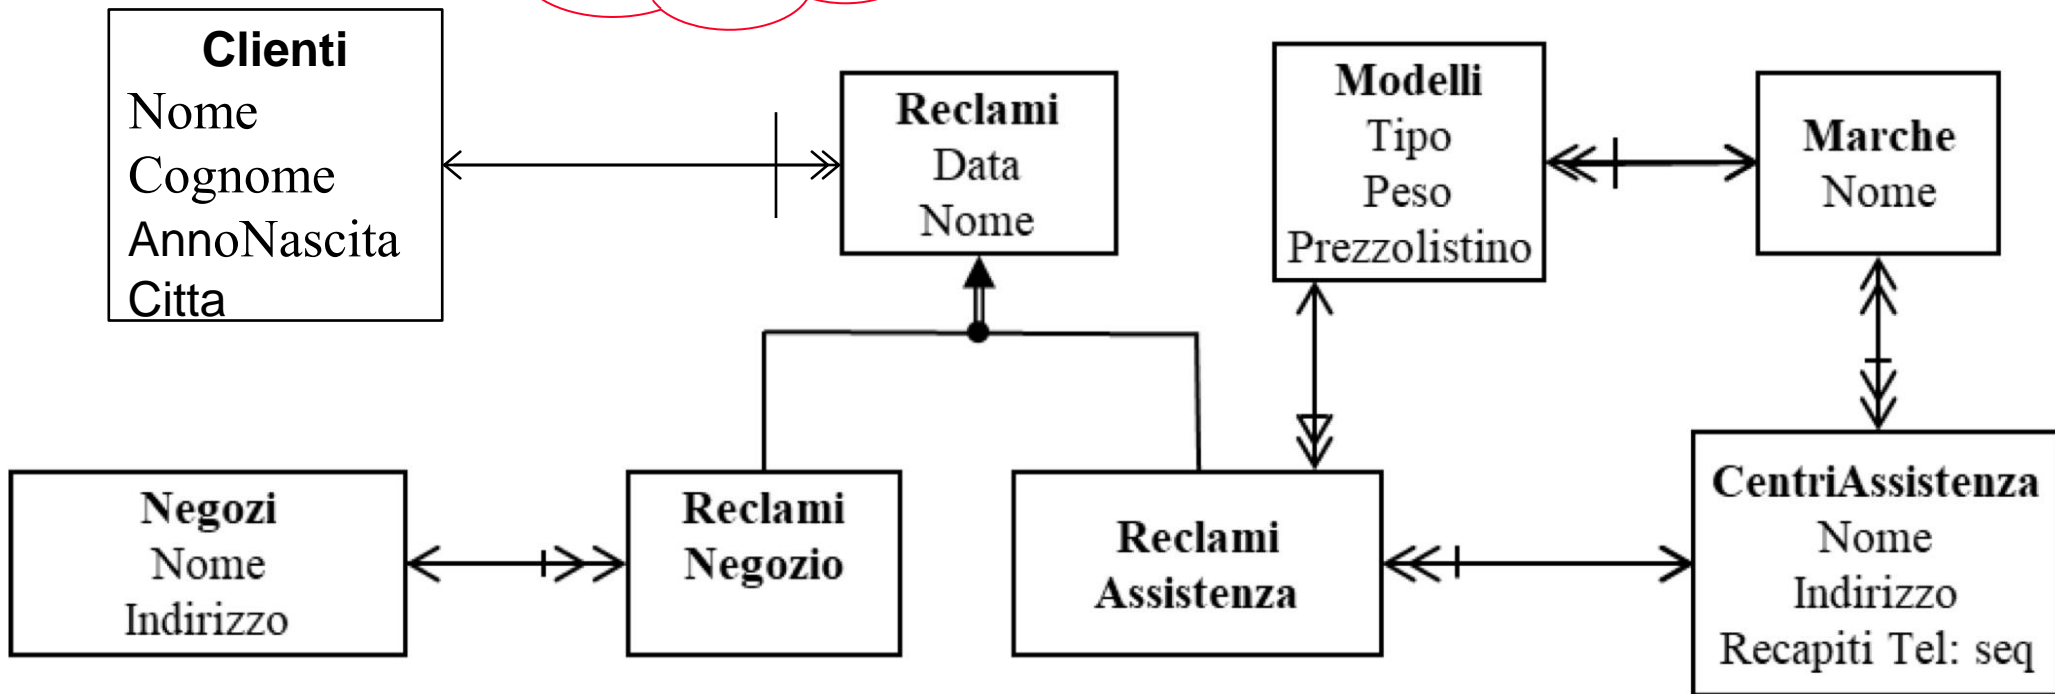 Clienti
Nome
Cognome
AnnoNascita
Citta
Reclami
Data
Nome
Modelli
Tipo
Peso
Prezzolistino
Marche
Nome
Negozi
Nome
Indirizzo
Reclami
Negozio
Reclami
Assistenza
CentriAssistenza
Nome
Indirizzo
Recapiti Tel: seq